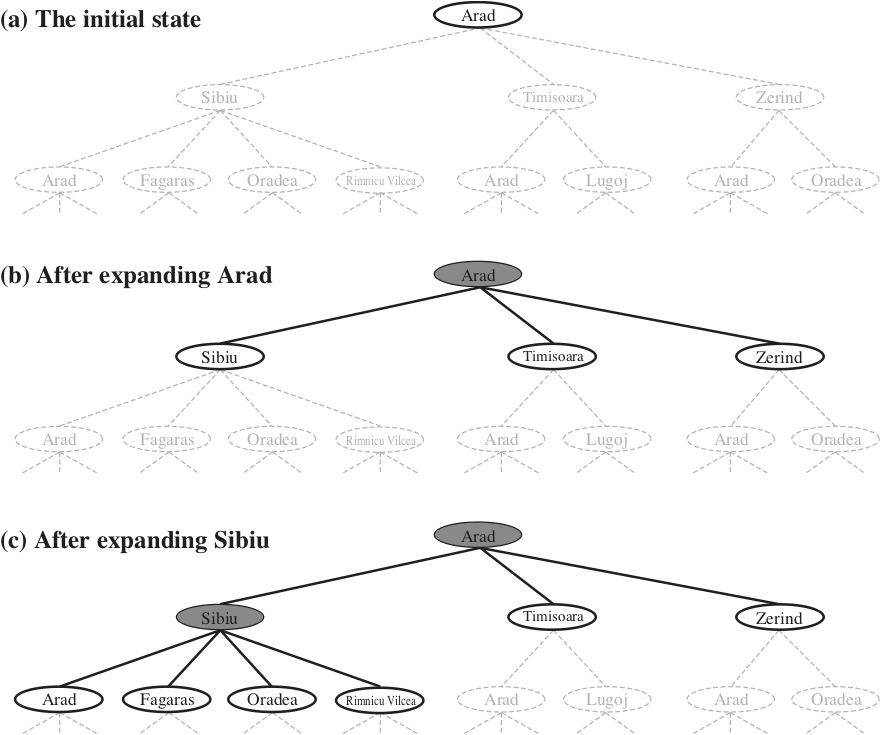 (a) The initial state
Arad
Sibiu
Timisoara
Zerind
Arad
Fagaras
Oradea
Rimnicu Vilcea
Arad
Lugoj
Arad
Oradea
(b) After expanding Arad
Arad
Sibiu
Timisoara
Zerind
Arad
Fagaras
Oradea
Rimnicu Vilcea
Arad
Lugoj
Arad
Oradea
(c) After expanding Sibiu
Arad
Sibiu
Timisoara
Zerind
Arad
Fagaras
Oradea
Rimnicu Vilcea
Arad
Lugoj
Arad
Oradea